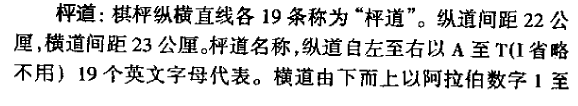 枰道：棋枰纵横直线各 19 条称为“枰道”。纵道间距 22 公
厘，横道间距 23 公厘。枰道名称，纵道自左至右以 A 至 T(I 省略
不用) 19 个英文字母代表。横道由下而上以阿拉伯数字 1 至